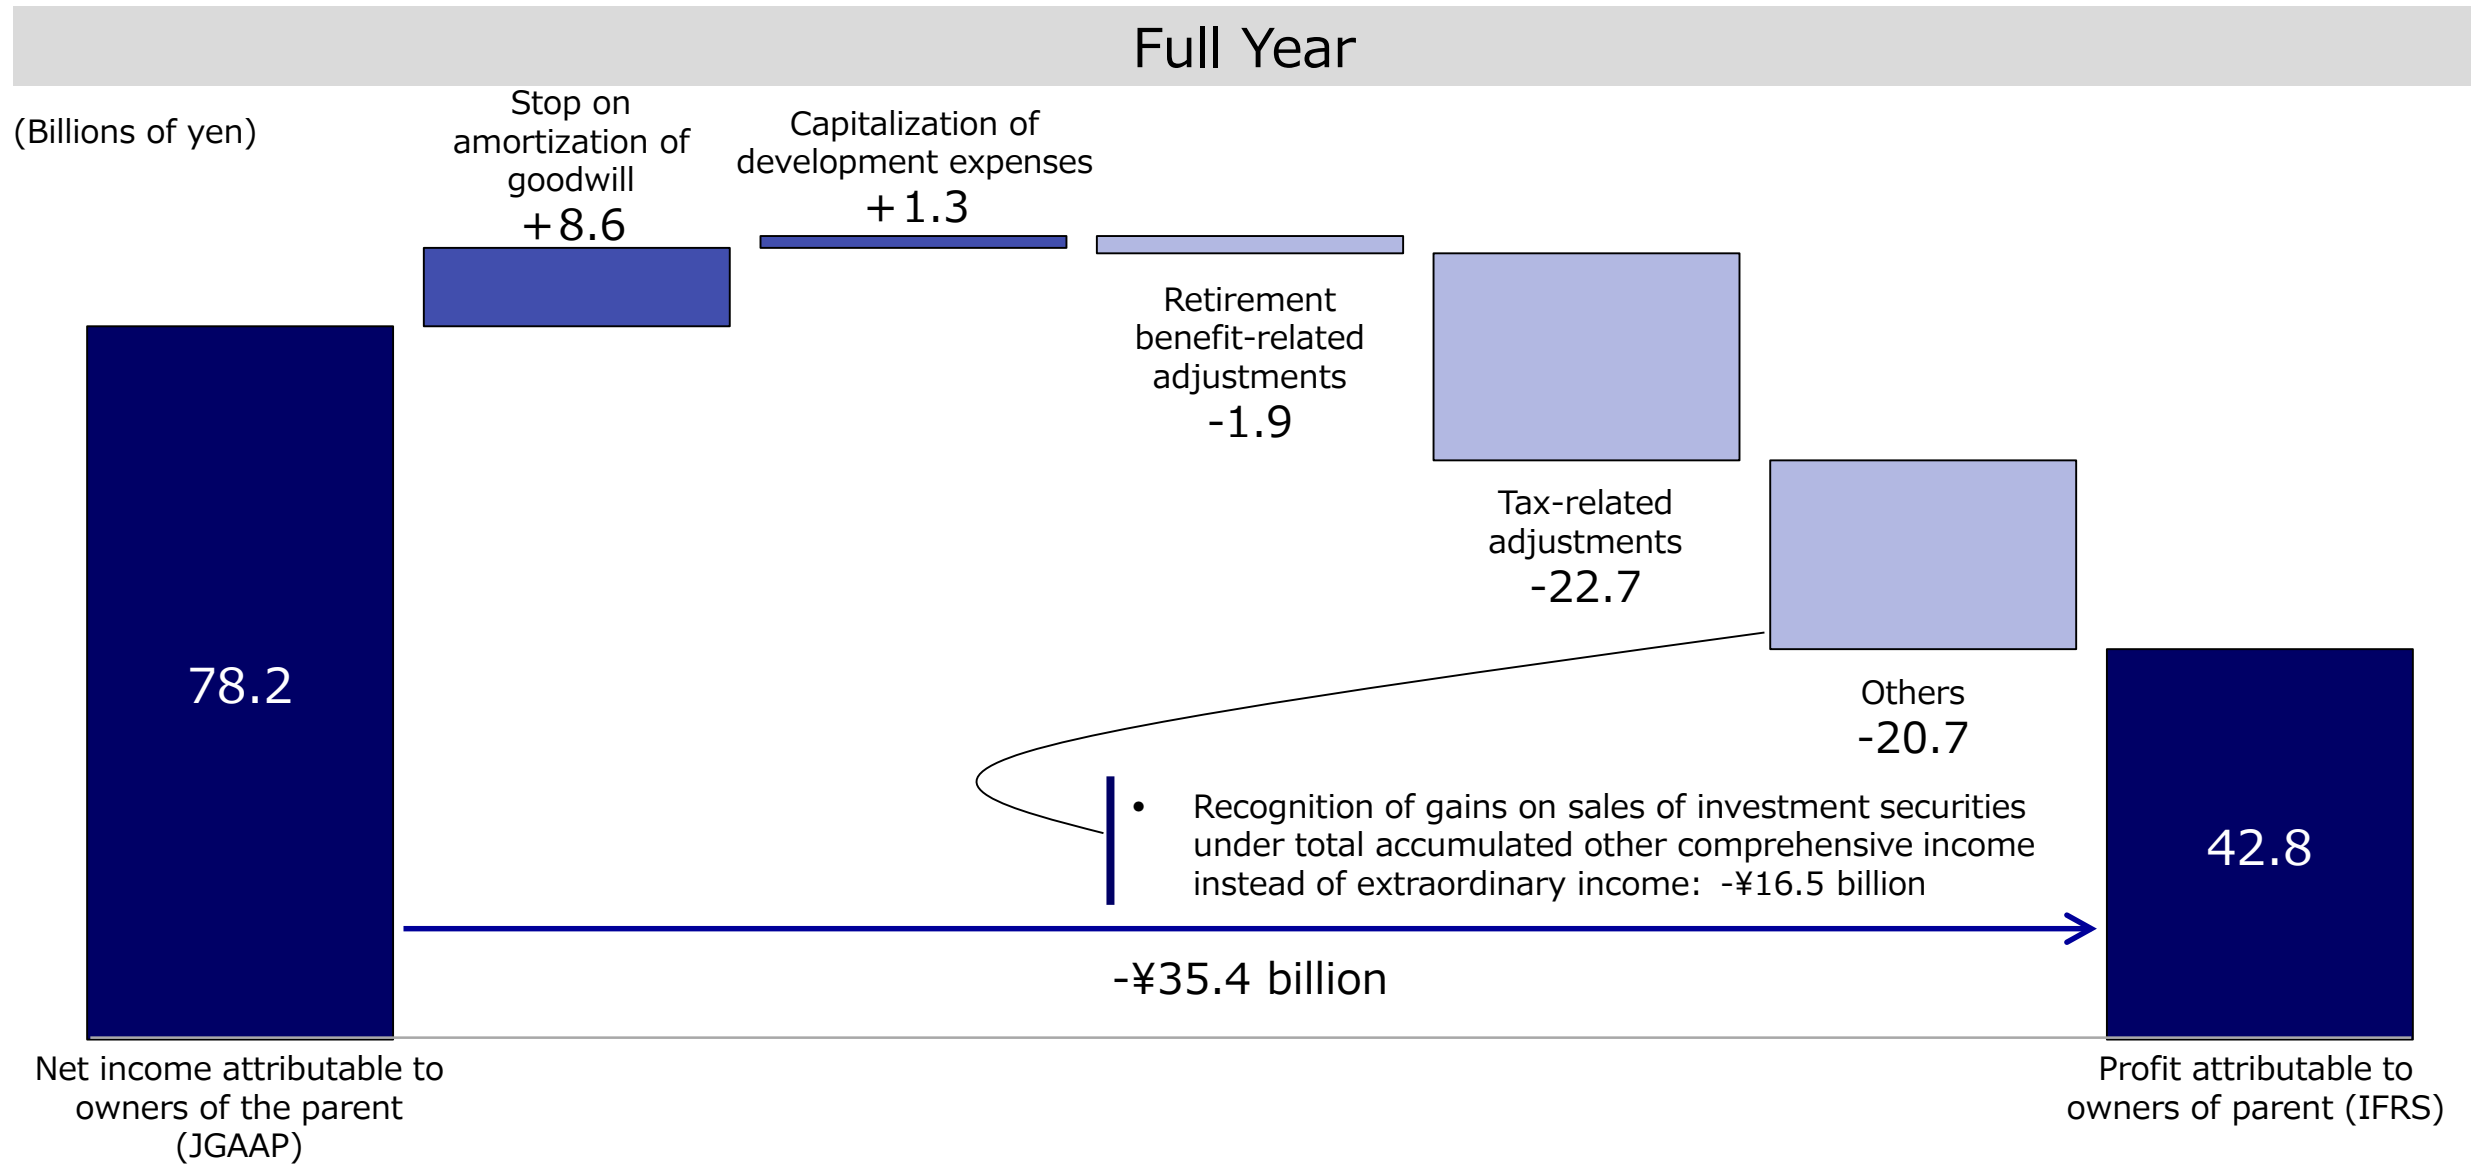 Full Year
(Billions of yen)
Stop on
amortization of
goodwill
+8.6
Capitalization of
development expenses
+1.3
Retirement
benefit-related
adjustments
-1.9
Tax-related
adjustments
-22.7
Others
-20.7
78.2
• Recognition of gains on sales of investment securities
under total accumulated other comprehensive income
instead of extraordinary income: -¥16.5 billion
42.8
-¥35.4 billion
Net income attributable to
owners of the parent
(JGAAP)
Profit attributable to
owners of parent (IFRS)